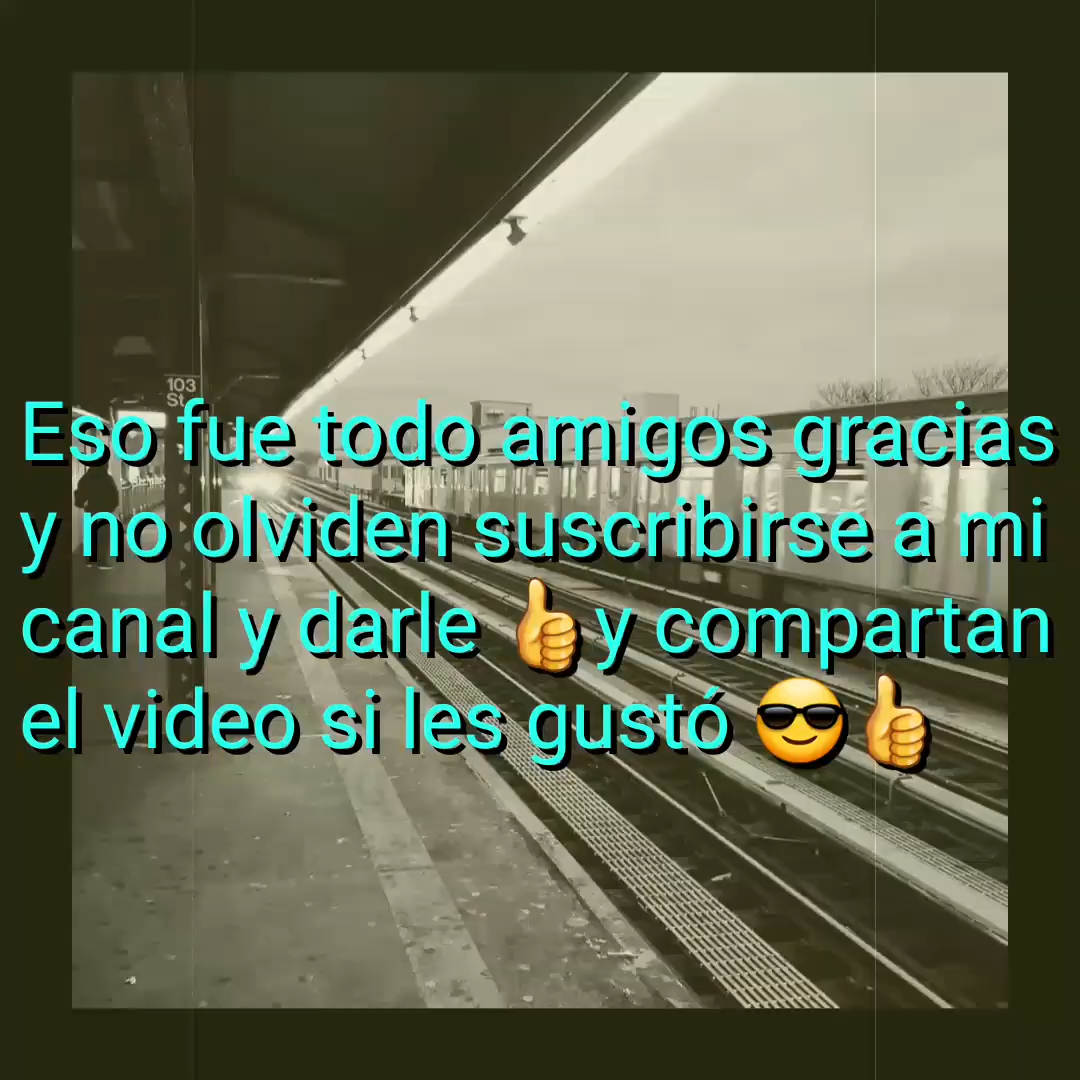 103
St
Eso fue todo amigos gracias
y no olviden suscribirse a mi
canal y darle 👍 y compartan
el video si les gustó 😎👍